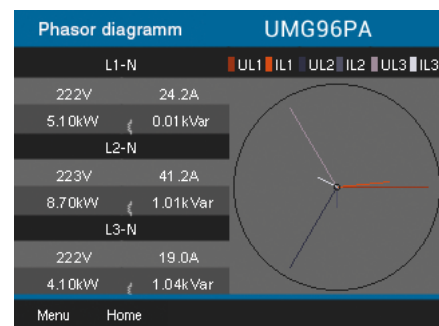 Phasor diagramm UMG96PA
L1-N
UL1 IL1 UL2 IL2 UL3 IL3
222V 24.2A
5.10kW 0.01kVar
L2-N
223V 41.2A
8.70kW 1.01kVar
L3-N
222V 19.0A
4.10kW 1.04kVar
Menu Home